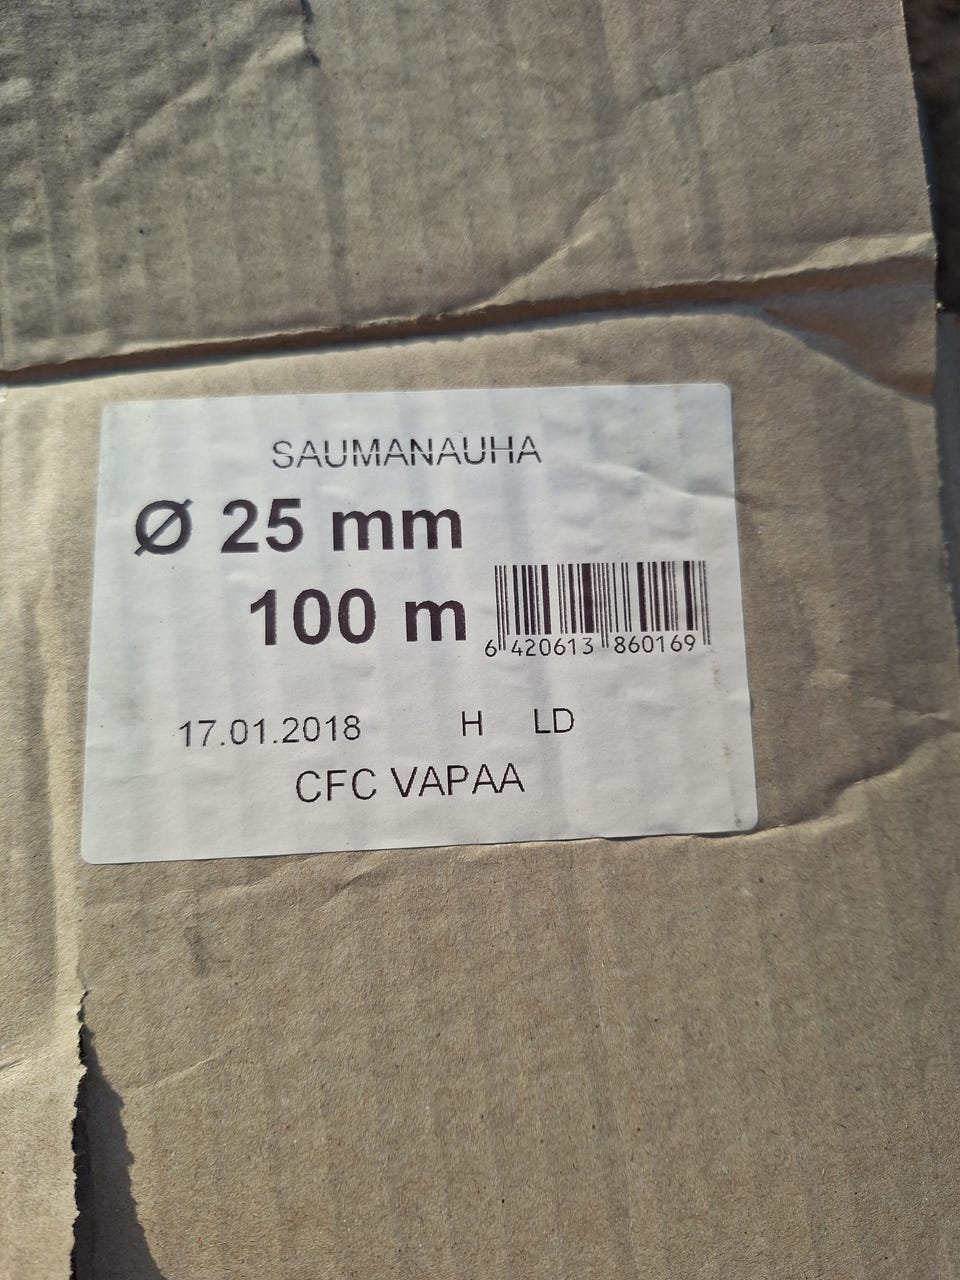 SAUMANAUHA
Ø 25 mm
100 m
6 420613 860169
17.01.2018 H LD
CFC VAPAA